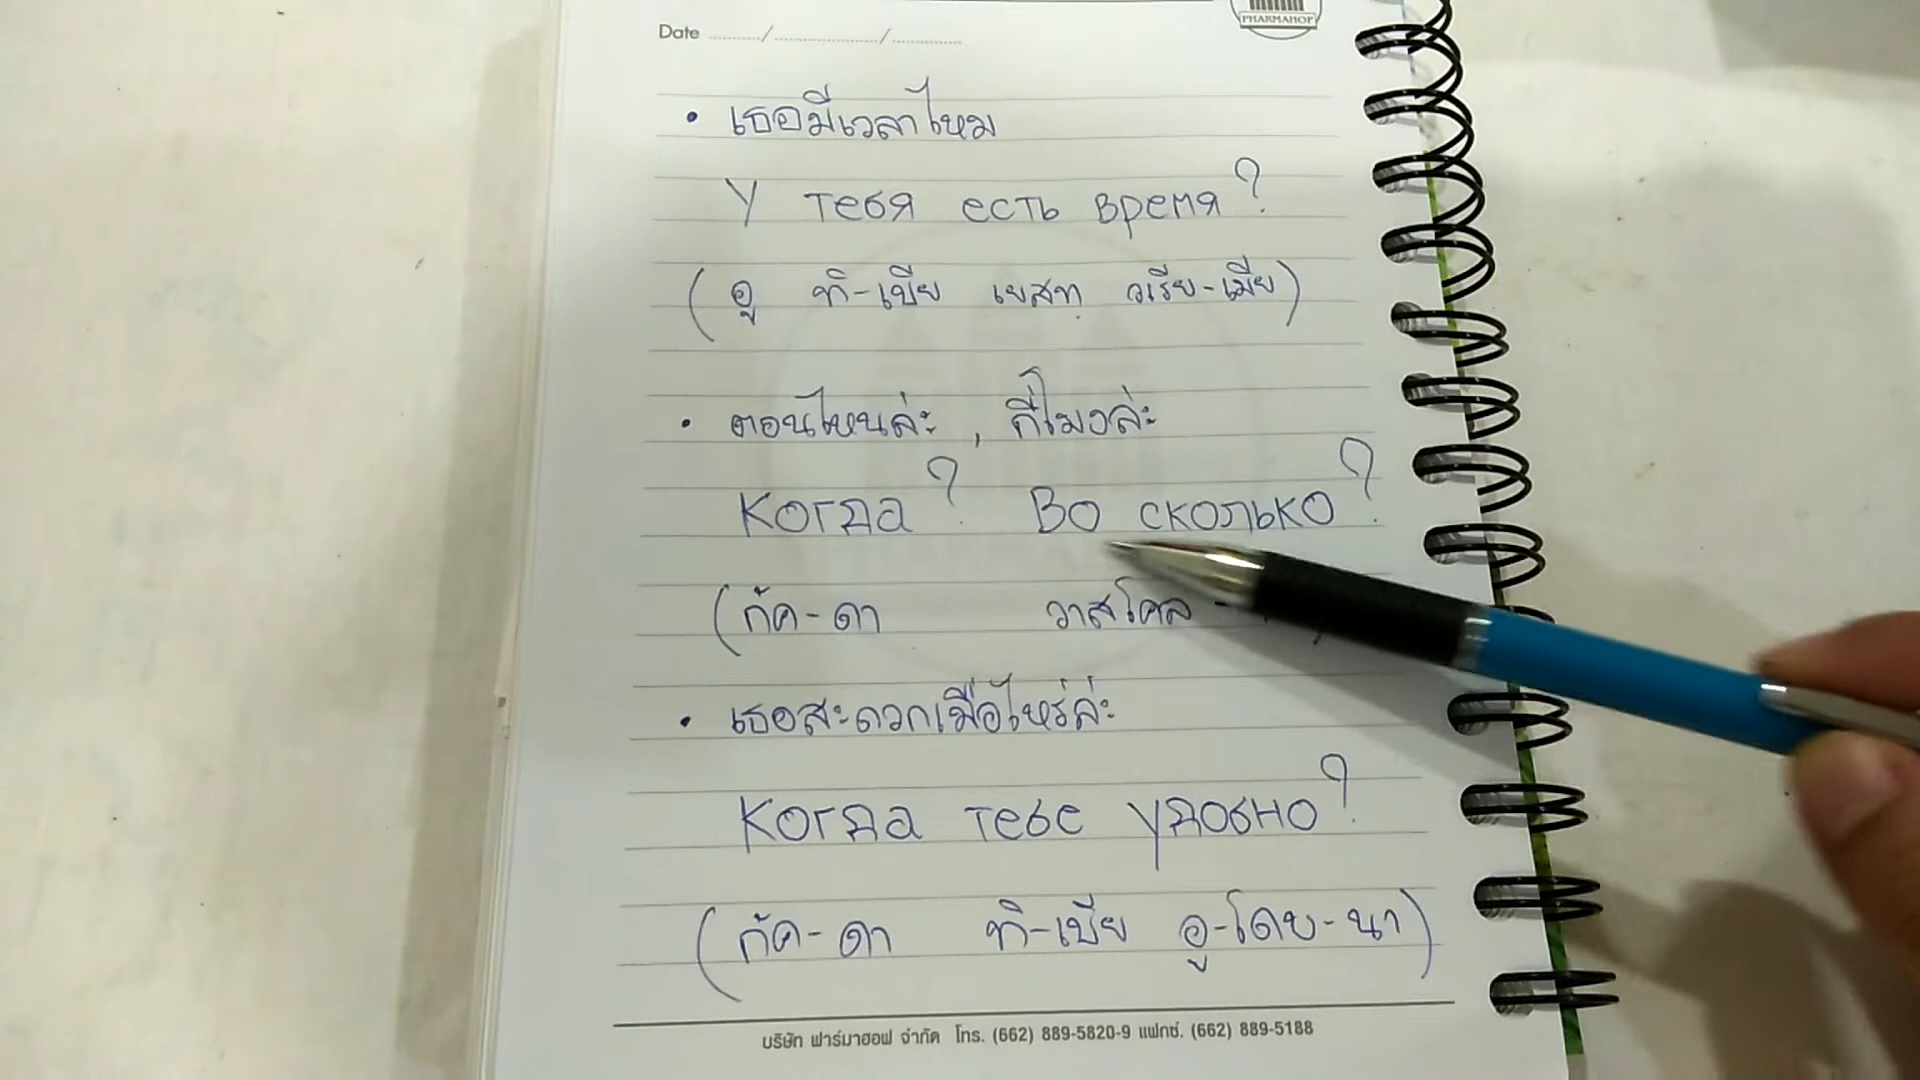 PHARMAHOF
Date ............/........................./................
• เธอมีเวลาไหม
У тебя есть время?
(อู ทิ-เบีย เยสทฺ วเรีย-เมีย)
• ตอนไหนล่ะ , กี่โมงล่ะ
Когда? Во сколько?
(กัค-ดา วาสโคล -
• เธอสะดวกเมื่อไหร่ล่ะ
Когда тебе удобно?
(กัค-ดา ทิ-เบีย อู-โดบ-นา)
บริษัท ฟาร์มาฮอฟ จำกัด โทร. (662) 889-5820-9 แฟกซ์. (662) 889-5188